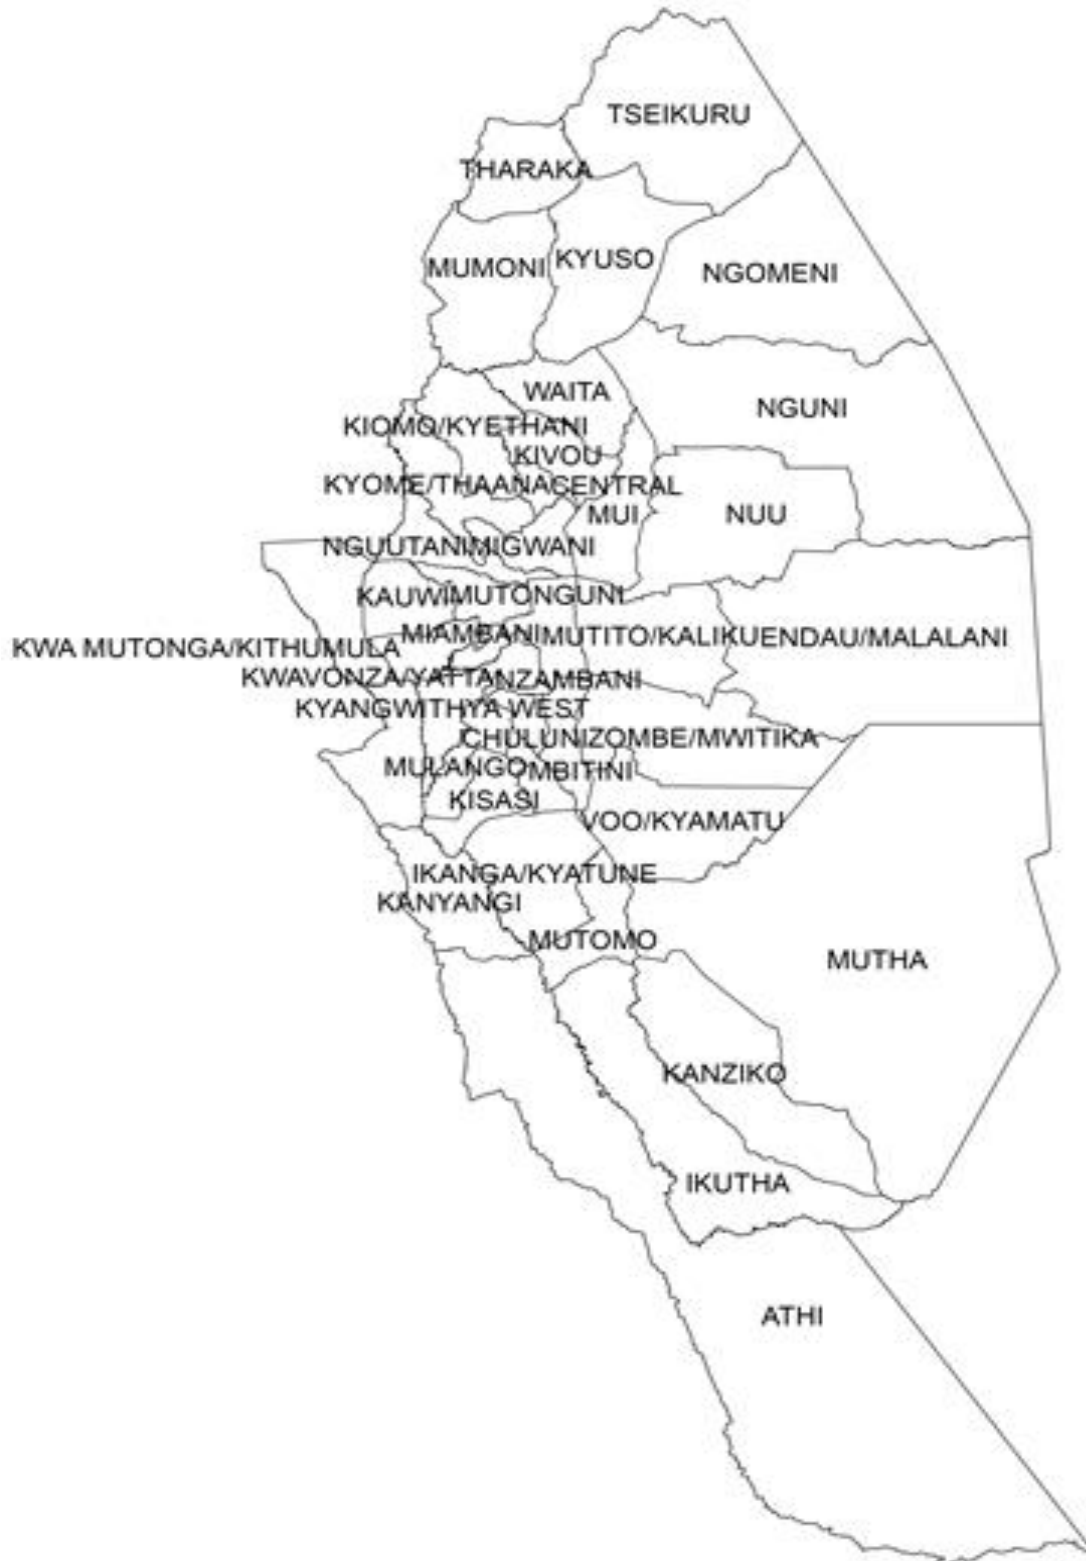 TSEIKURU
THARAKA
MUMONI
KYUSO
NGOMENI
WAITA
NGUNI
KIOMO/KYETHANI
KIVOU
KYOME/THAANA
CENTRAL
MUI
NUU
NGUUTANI
MIGWANI
KAUWI
MUTONGUNI
MIAMBANI
MUTITO/KALIKU
ENDAU/MALALANI
KWA MUTONGA/KITHUMULA
KWAVONZA/YATTA
NZAMBANI
KYANGWITHYA WEST
CHULUNI
ZOMBE/MWITIKA
MULANGO
MBITINI
KISASI
VOO/KYAMATU
IKANGA/KYATUNE
KANYANGI
MUTOMO
MUTHA
KANZIKO
IKUTHA
ATHI